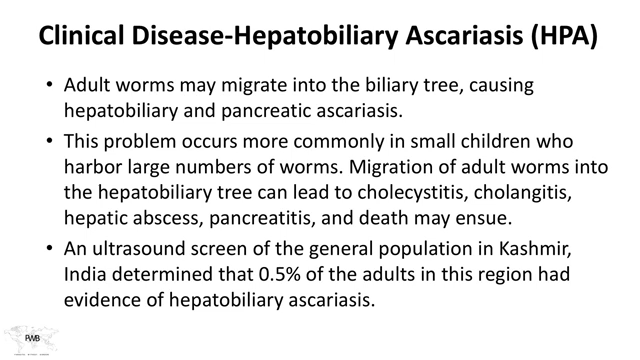 Clinical Disease-Hepatobiliary Ascariasis (HPA)
• Adult worms may migrate into the biliary tree, causing
hepatobiliary and pancreatic ascariasis.
• This problem occurs more commonly in small children who
harbor large numbers of worms. Migration of adult worms into
the hepatobiliary tree can lead to cholecystitis, cholangitis,
hepatic abscess, pancreatitis, and death may ensue.
• An ultrasound screen of the general population in Kashmir,
India determined that 0.5% of the adults in this region had
evidence of hepatobiliary ascariasis.
PWB